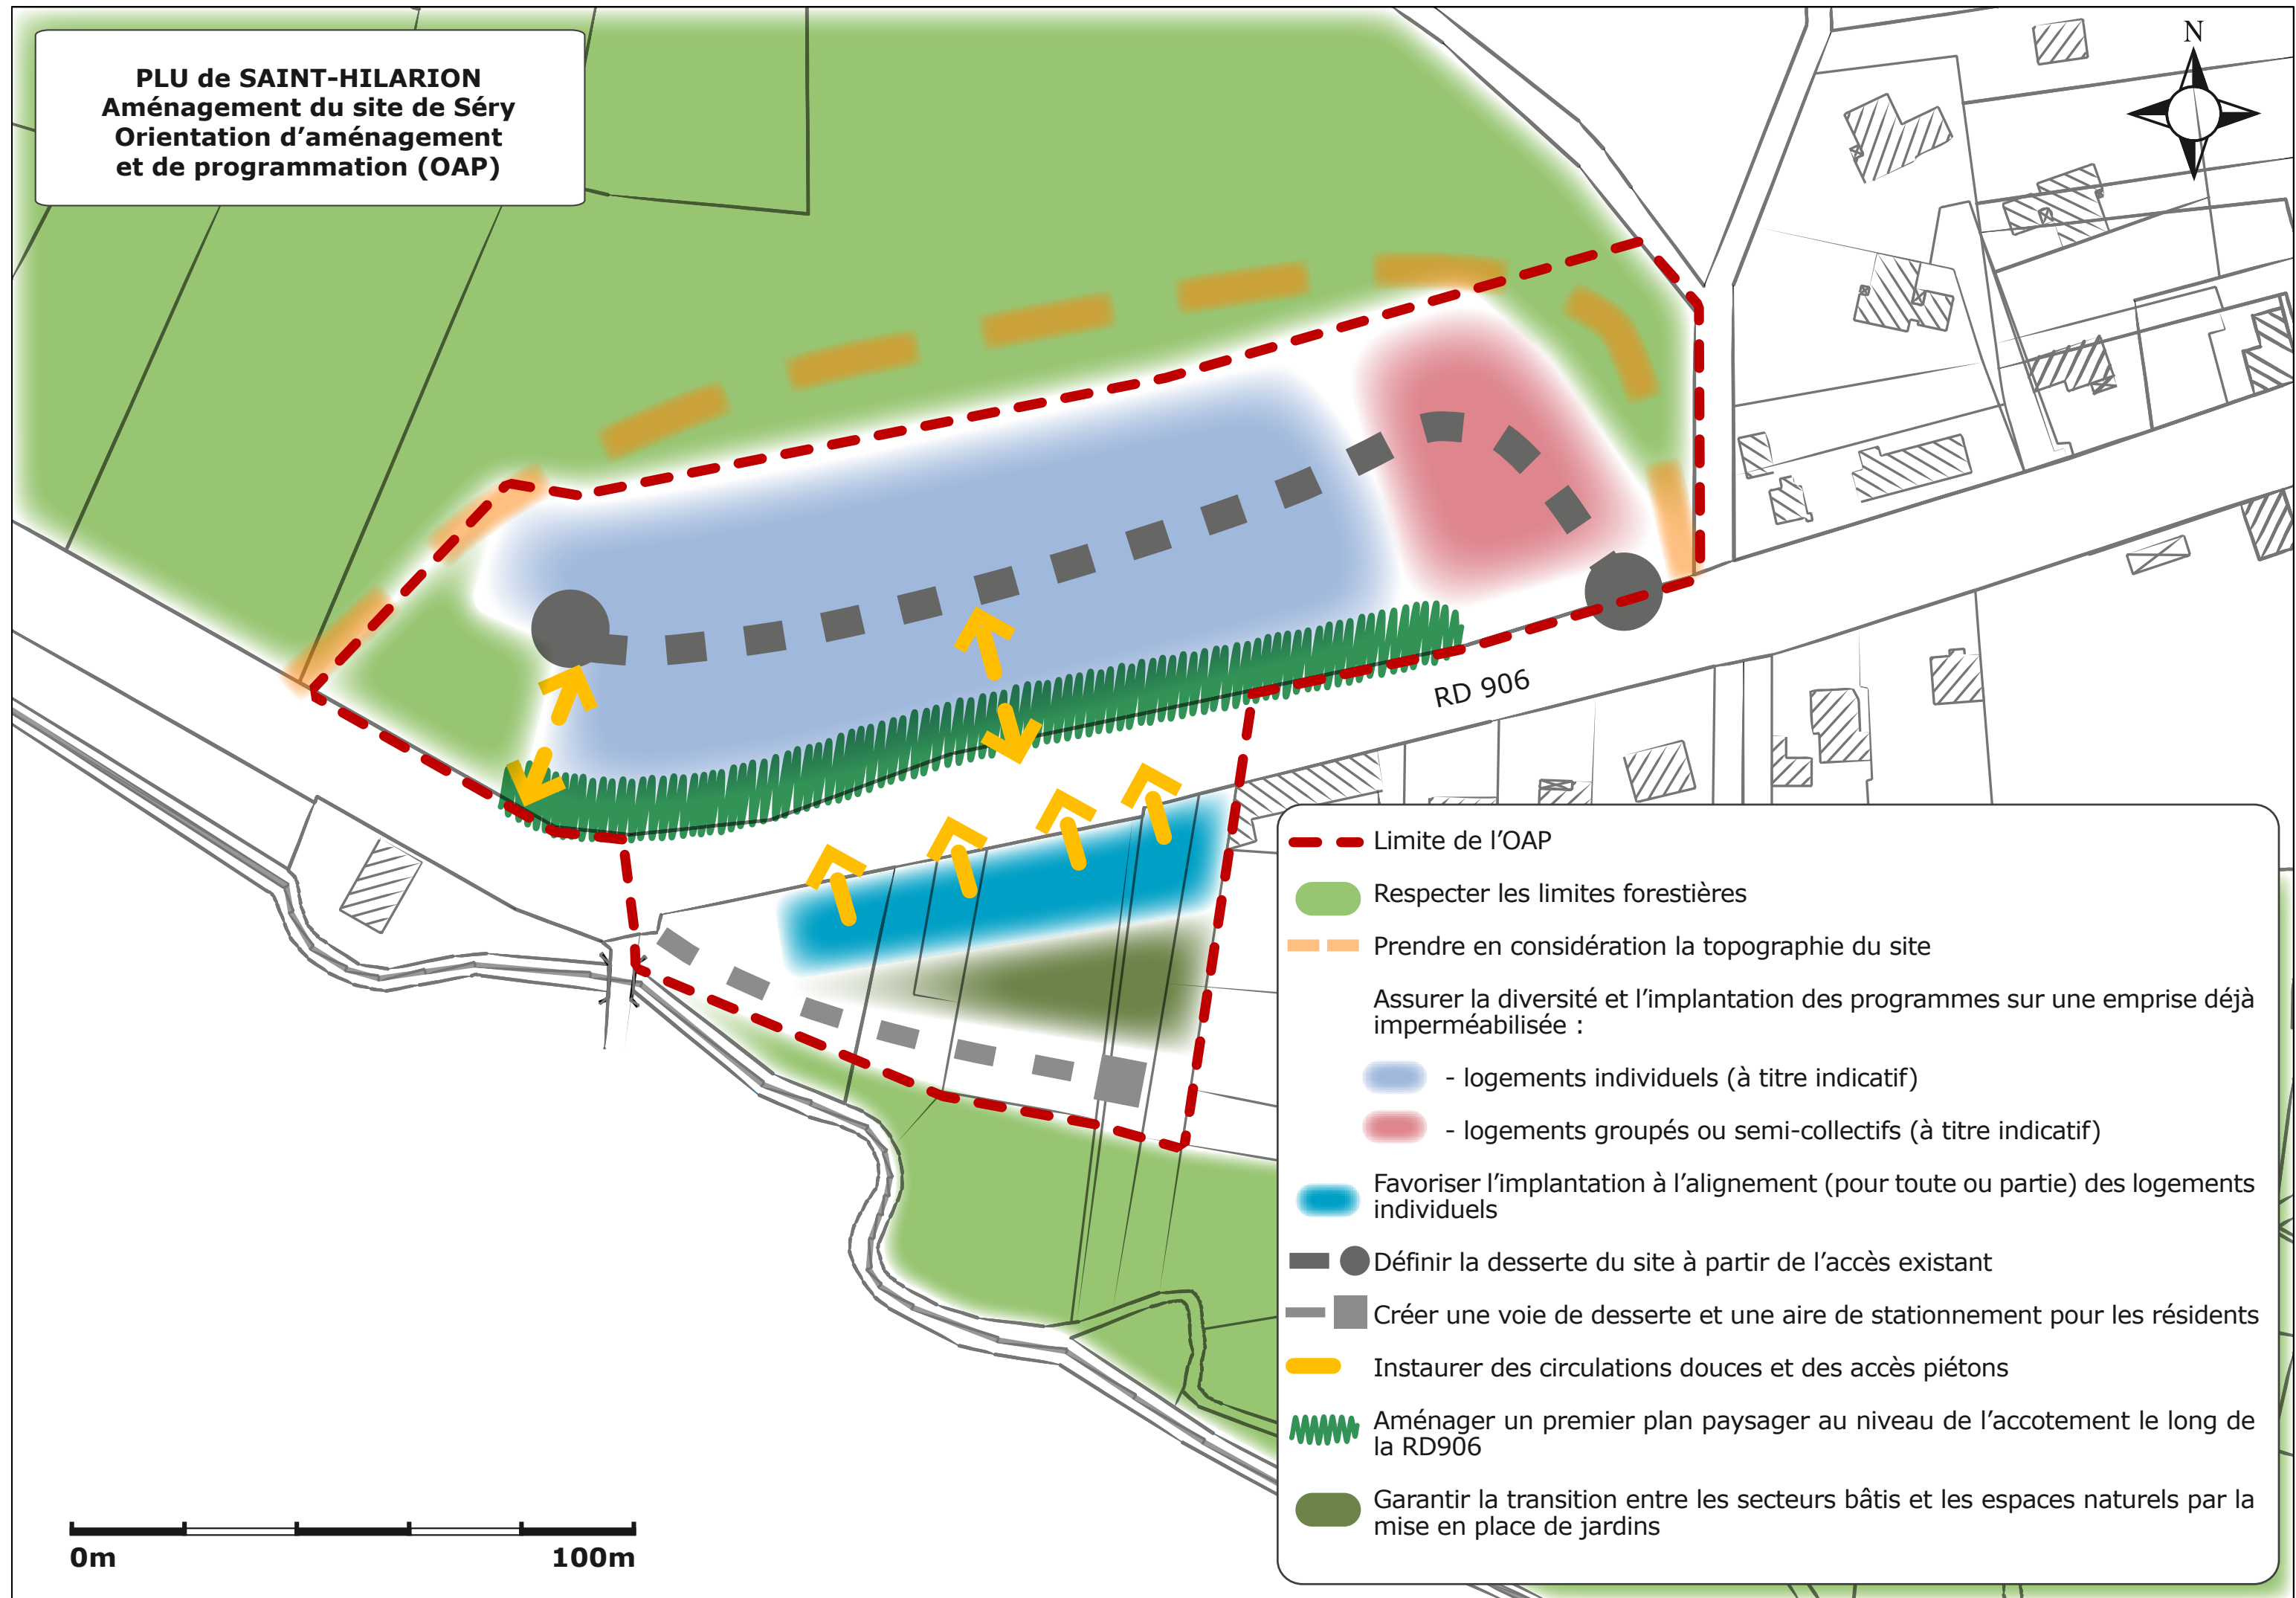 PLU de SAINT-HILARION
Aménagement du site de Séry
Orientation d’aménagement
et de programmation (OAP)
N
RD 906
Limite de l’OAP
Respecter les limites forestières
Prendre en considération la topographie du site
Assurer la diversité et l’implantation des programmes sur une emprise déjà
imperméabilisée :
- logements individuels (à titre indicatif)
- logements groupés ou semi-collectifs (à titre indicatif)
Favoriser l’implantation à l’alignement (pour toute ou partie) des logements
individuels
Définir la desserte du site à partir de l’accès existant
Créer une voie de desserte et une aire de stationnement pour les résidents
Instaurer des circulations douces et des accès piétons
Aménager un premier plan paysager au niveau de l’accotement le long de
la RD906
Garantir la transition entre les secteurs bâtis et les espaces naturels par la
mise en place de jardins
0m 100m